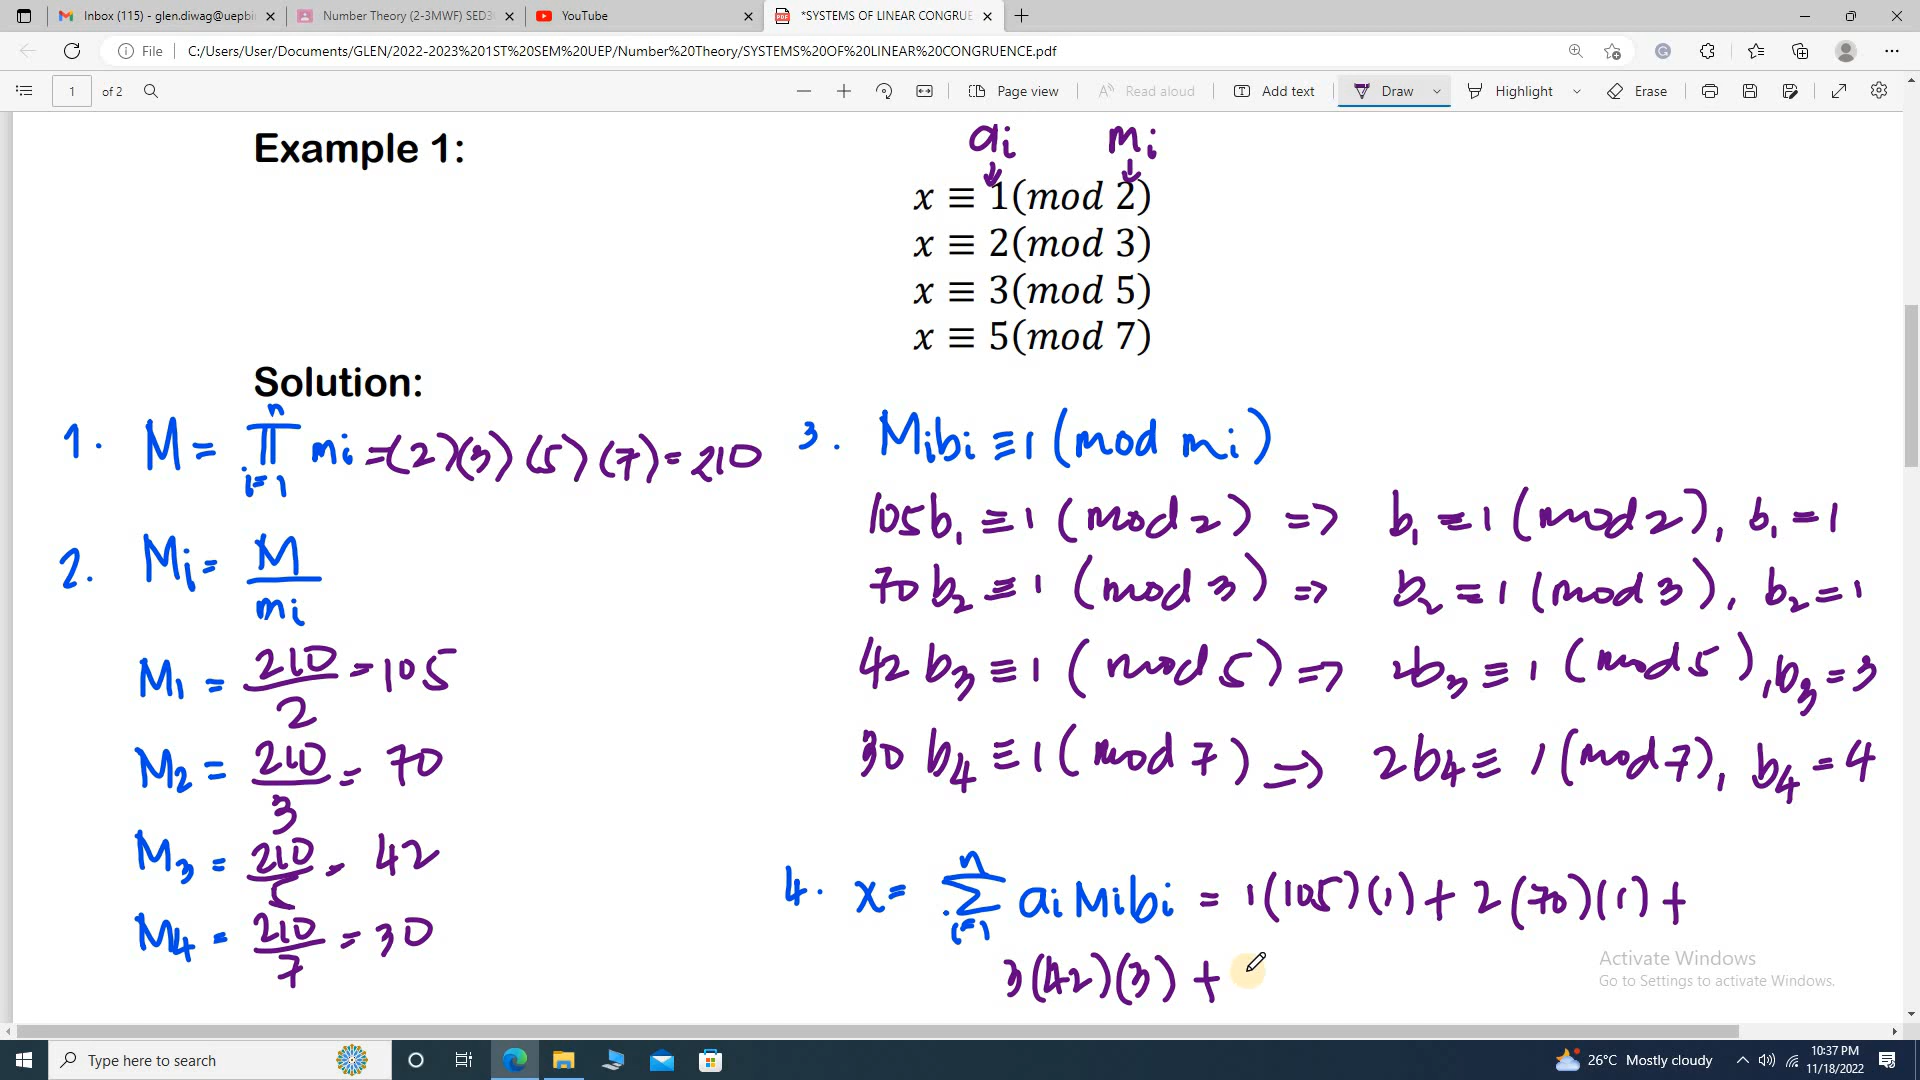 Inbox (115) - glen.diwag@uepbi
Number Theory (2-3MWF) SED3
YouTube
*SYSTEMS OF LINEAR CONGRUE
File
C:/Users/User/Documents/GLEN/2022-2023%201ST%20SEM%20UEP/Number%20Theory/SYSTEMS%20OF%20LINEAR%20CONGRUENCE.pdf
1 of 2
Page view
Read aloud
Add text
Draw
Highlight
Erase
Example 1:
aᵢ mᵢ
x ≡ 1(mod 2)
x ≡ 2(mod 3)
x ≡ 3(mod 5)
x ≡ 5(mod 7)
Solution:
1. M = ∏ⁿᵢ₌₁ mᵢ = (2)(3)(5)(7) = 210
2. Mᵢ = M/mᵢ
M₁ = 210/2 = 105
M₂ = 210/3 = 70
M₃ = 210/5 = 42
M₄ = 210/7 = 30
3. Mᵢbᵢ ≡ 1 (mod mᵢ)
105b₁ ≡ 1 (mod 2) => b₁ ≡ 1 (mod 2), b₁ = 1
70b₂ ≡ 1 (mod 3) => b₂ ≡ 1 (mod 3), b₂ = 1
42b₃ ≡ 1 (mod 5) => 2b₃ ≡ 1 (mod 5), b₃ = 3
30b₄ ≡ 1 (mod 7) => 2b₄ ≡ 1 (mod 7), b₄ = 4
4. x = ∑ⁿᵢ₌₁ aᵢMᵢbᵢ = 1(105)(1) + 2(70)(1) +
3(42)(3) +
Activate Windows
Go to Settings to activate Windows.
Type here to search
26°C Mostly cloudy
10:37 PM
11/18/2022